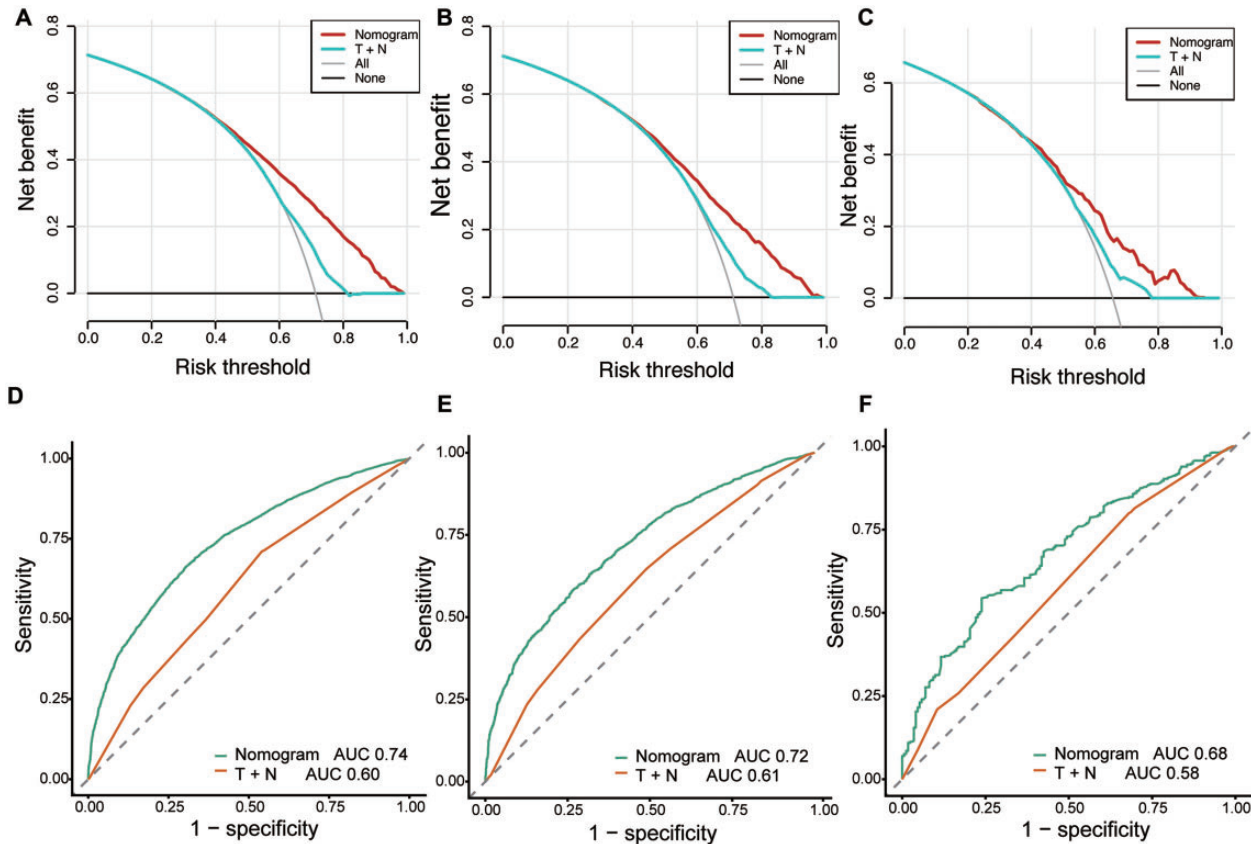 A
Nomogram
T + N
All
None
Net benefit
0.0 0.2 0.4 0.6 0.8
0.0 0.2 0.4 0.6 0.8 1.0
Risk threshold
B
Nomogram
T + N
All
None
Net benefit
0.0 0.2 0.4 0.6 0.8
0.0 0.2 0.4 0.6 0.8 1.0
Risk threshold
C
Nomogram
T + N
All
None
Net benefit
0.0 0.2 0.4 0.6
0.0 0.2 0.4 0.6 0.8 1.0
Risk threshold
D
Sensitivity
1.00
0.75
0.50
0.25
0.00
Nomogram AUC 0.74
T + N AUC 0.60
0.00 0.25 0.50 0.75 1.00
1 − specificity
E
Sensitivity
1.00
0.75
0.50
0.25
0.00
Nomogram AUC 0.72
T + N AUC 0.61
0.00 0.25 0.50 0.75 1.00
1 − specificity
F
Sensitivity
1.00
0.75
0.50
0.25
0.00
Nomogram AUC 0.68
T + N AUC 0.58
0.00 0.25 0.50 0.75 1.00
1 − specificity